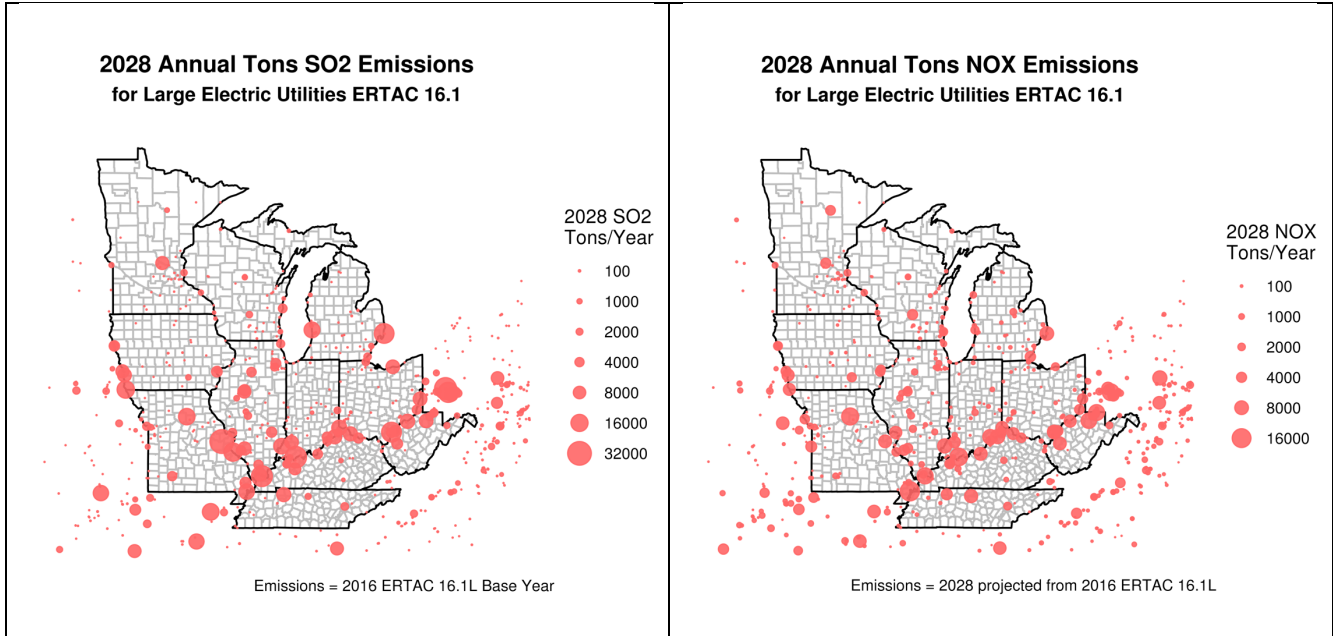 2028 Annual Tons SO2 Emissions
for Large Electric Utilities ERTAC 16.1
2028 SO2
Tons/Year
100
1000
2000
4000
8000
16000
32000
Emissions = 2016 ERTAC 16.1L Base Year
2028 Annual Tons NOX Emissions
for Large Electric Utilities ERTAC 16.1
2028 NOX
Tons/Year
100
1000
2000
4000
8000
16000
Emissions = 2028 projected from 2016 ERTAC 16.1L